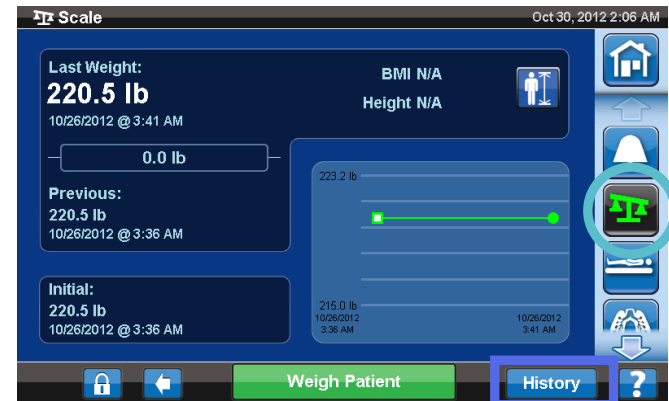 Scale
Oct 30, 2012 2:06 AM
Last Weight:
220.5 lb
10/26/2012 @ 3:41 AM
BMI N/A
Height N/A
0.0 lb
Previous:
220.5 lb
10/26/2012 @ 3:36 AM
Initial:
220.5 lb
10/26/2012 @ 3:36 AM
223.2 lb
215.0 lb
10/26/2012
3:36 AM
10/26/2012
3:41 AM
Weigh Patient
History
?